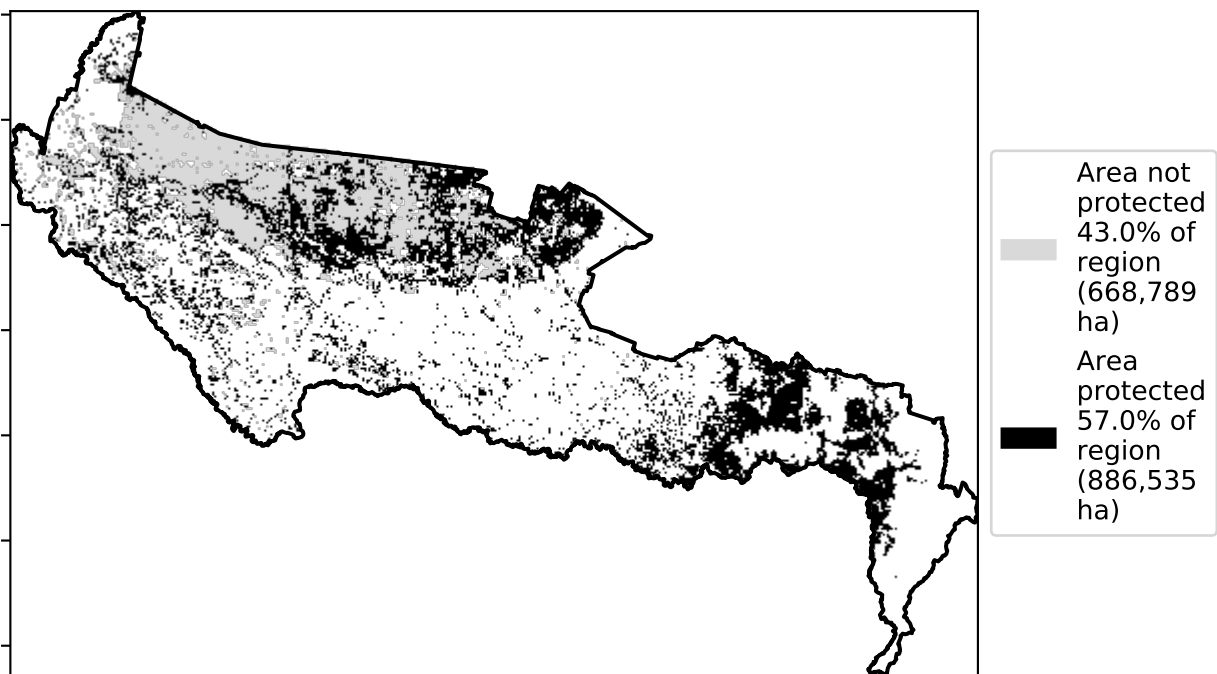 Area not
protected
43.0% of
region
(668,789
ha)
Area
protected
57.0% of
region
(886,535
ha)